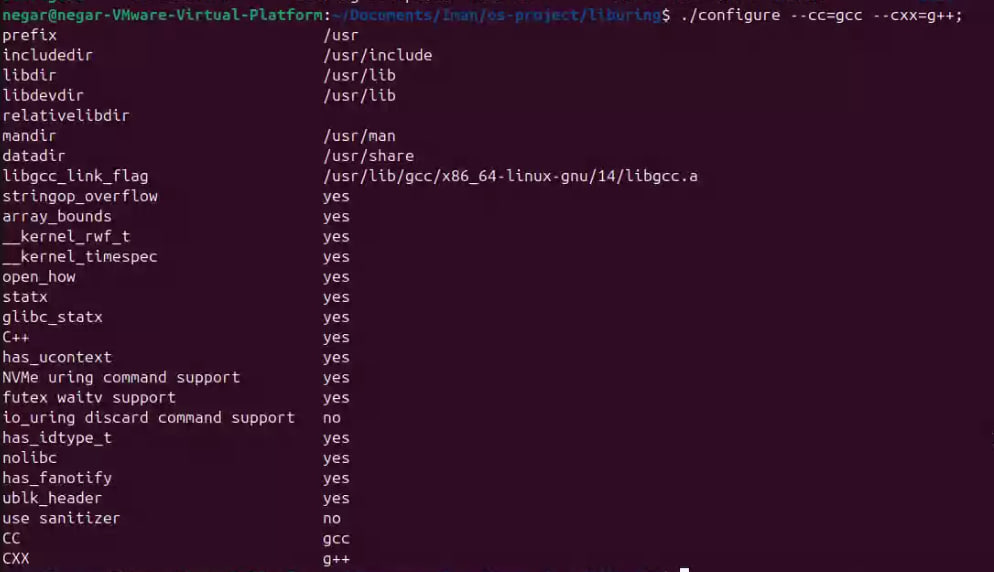 negar@negar-VMware-Virtual-Platform:~/Documents/Iman/os-project/liburing$ ./configure --cc=gcc --cxx=g++;
prefix /usr
includedir /usr/include
libdir /usr/lib
libdevdir /usr/lib
relativelibdir
mandir /usr/man
datadir /usr/share
libgcc_link_flag /usr/lib/gcc/x86_64-linux-gnu/14/libgcc.a
stringop_overflow yes
array_bounds yes
__kernel_rwf_t yes
__kernel_timespec yes
open_how yes
statx yes
glibc_statx yes
C++ yes
has_ucontext yes
NVMe uring command support yes
futex waitv support yes
io_uring discard command support no
has_idtype_t yes
nolibc yes
has_fanotify yes
ublk_header yes
use sanitizer no
CC gcc
CXX g++